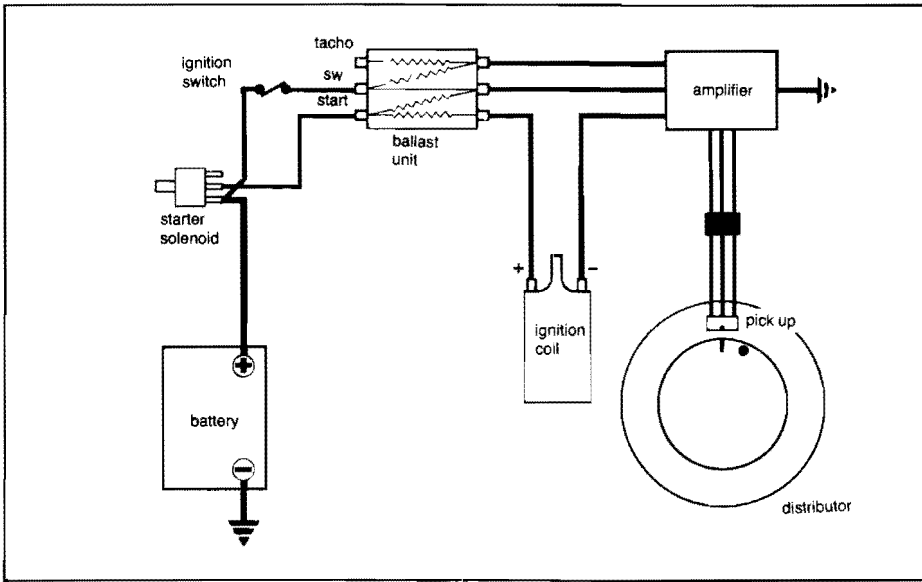 tacho
ignition
switch
sw
start
ballast
unit
amplifier
starter
solenoid
+
−
ignition
coil
pick up
+
battery
−
distributor